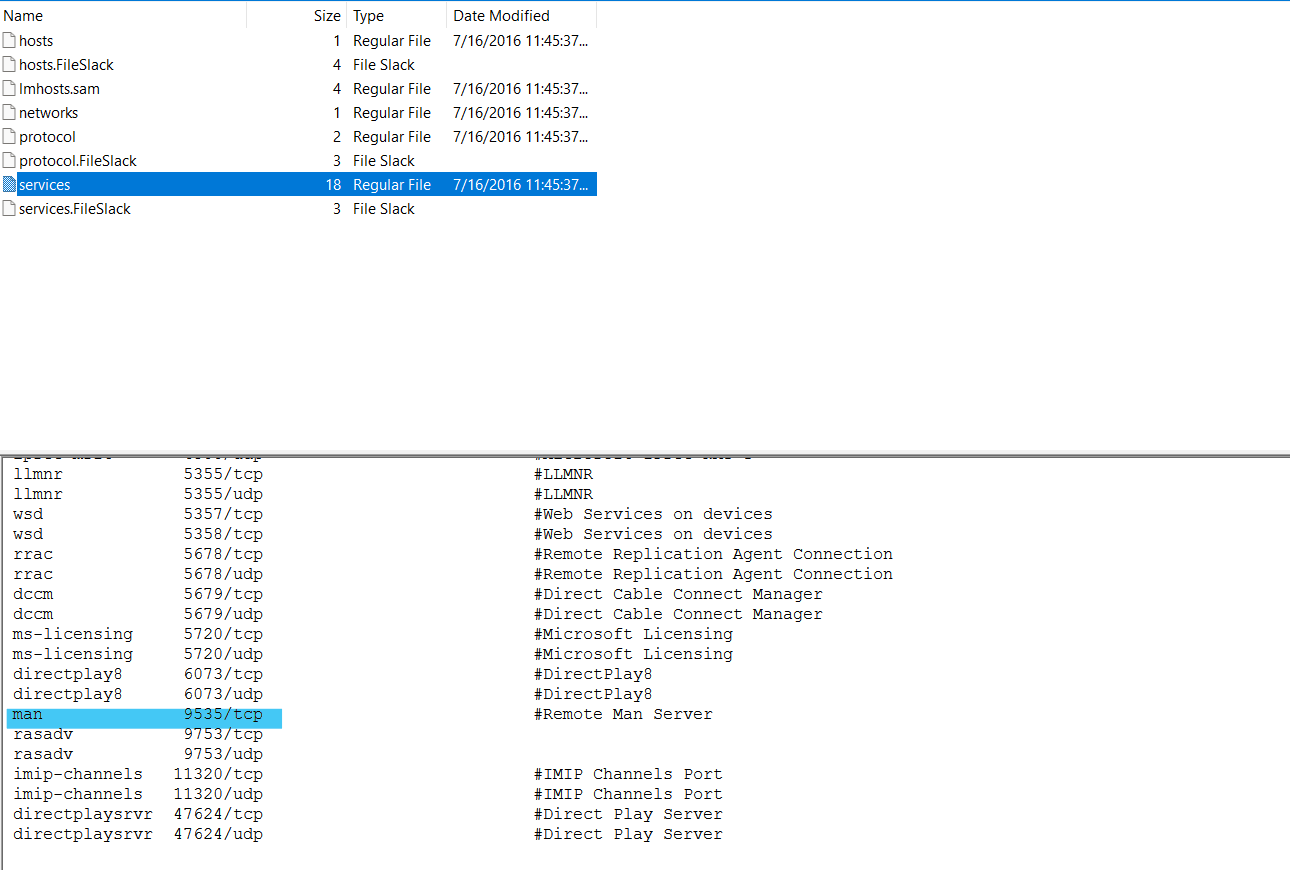 Name Size Type Date Modified
hosts 1 Regular File 7/16/2016 11:45:37...
hosts.FileSlack 4 File Slack
lmhosts.sam 4 Regular File 7/16/2016 11:45:37...
networks 1 Regular File 7/16/2016 11:45:37...
protocol 2 Regular File 7/16/2016 11:45:37...
protocol.FileSlack 3 File Slack
services 18 Regular File 7/16/2016 11:45:37...
services.FileSlack 3 File Slack
llmnr 5355/tcp #LLMNR
llmnr 5355/udp #LLMNR
wsd 5357/tcp #Web Services on devices
wsd 5358/tcp #Web Services on devices
rrac 5678/tcp #Remote Replication Agent Connection
rrac 5678/udp #Remote Replication Agent Connection
dccm 5679/tcp #Direct Cable Connect Manager
dccm 5679/udp #Direct Cable Connect Manager
ms-licensing 5720/tcp #Microsoft Licensing
ms-licensing 5720/udp #Microsoft Licensing
directplay8 6073/tcp #DirectPlay8
directplay8 6073/udp #DirectPlay8
man 9535/tcp #Remote Man Server
rasadv 9753/tcp
rasadv 9753/udp
imip-channels 11320/tcp #IMIP Channels Port
imip-channels 11320/udp #IMIP Channels Port
directplaysrvr 47624/tcp #Direct Play Server
directplaysrvr 47624/udp #Direct Play Server